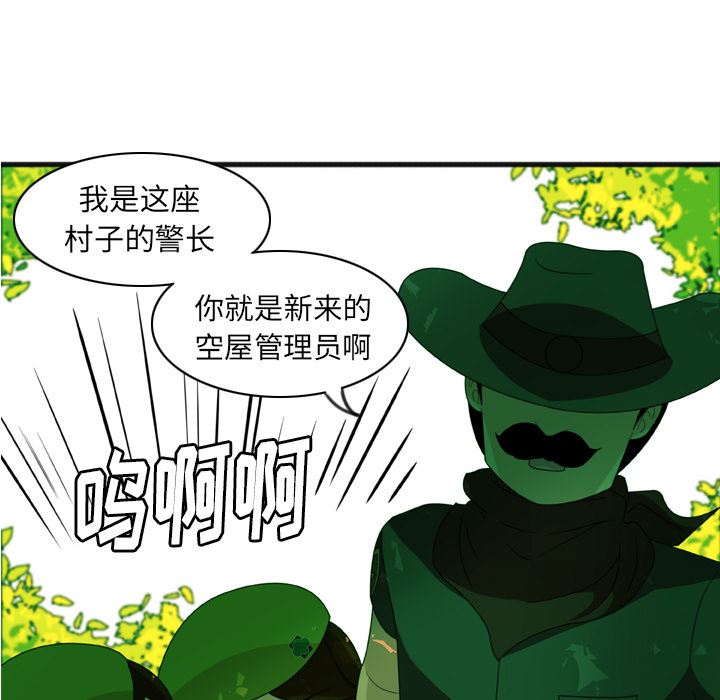 我是这座
村子的警长
你就是新来的
空屋管理员啊
呜啊啊